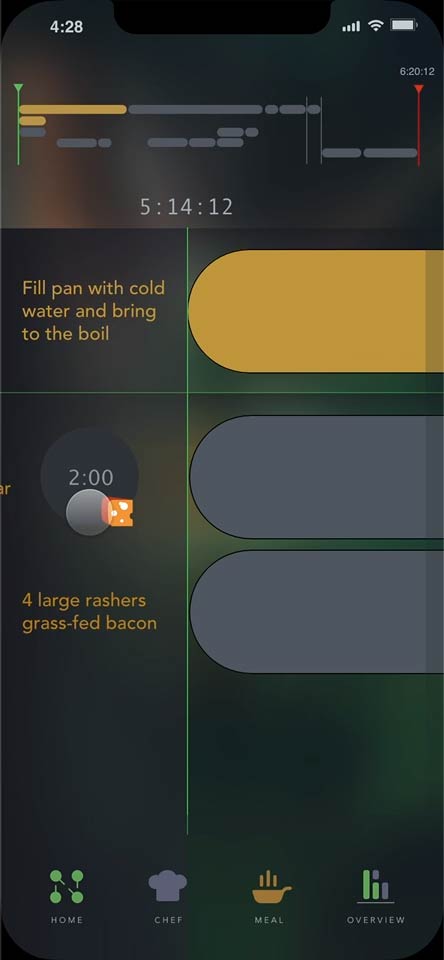 4:28
6:20:12
5:14:12
Fill pan with cold
water and bring
to the boil
ar
2:00
4 large rashers
grass-fed bacon
HOME CHEF MEAL OVERVIEW